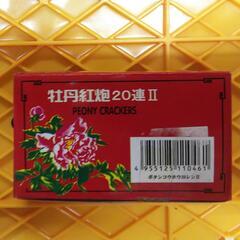 牡丹紅炮20連II
PEONY CRACKERS
4 955125 110461
ボタンコウホウ20レンII